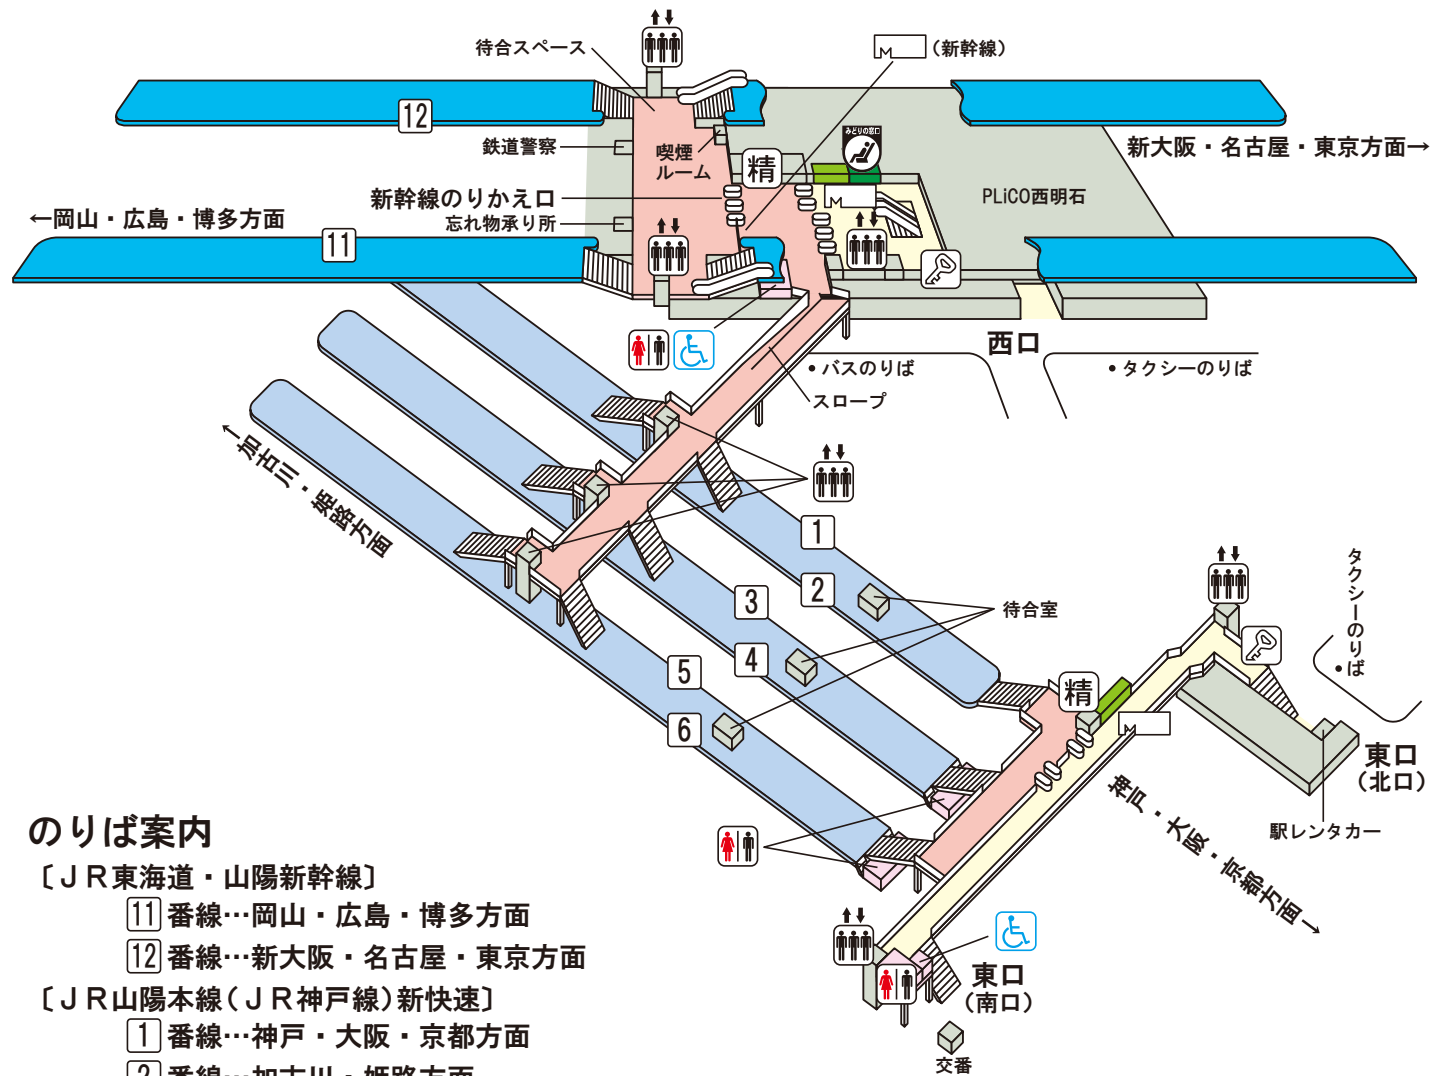 待合スペース
M
(新幹線)
12
みどりの窓口
鉄道警察
喫煙
ルーム
精
新大阪・名古屋・東京方面→
新幹線のりかえ口
M
PLiCO西明石
←岡山・広島・博多方面
忘れ物承り所
11
西口
・バスのりば
・タクシーのりば
スロープ
←加古川・姫路方面
1
2
3
4
5
6
待合室
タクシーのりば
精
M
東口
(北口)
駅レンタカー
神戸・大阪・京都方面→
東口
(南口)
交番
のりば案内
〔JR東海道・山陽新幹線〕
11番線…岡山・広島・博多方面
12番線…新大阪・名古屋・東京方面
〔JR山陽本線(JR神戸線)新快速〕
1番線…神戸・大阪・京都方面
2番線…加古川・姫路方面